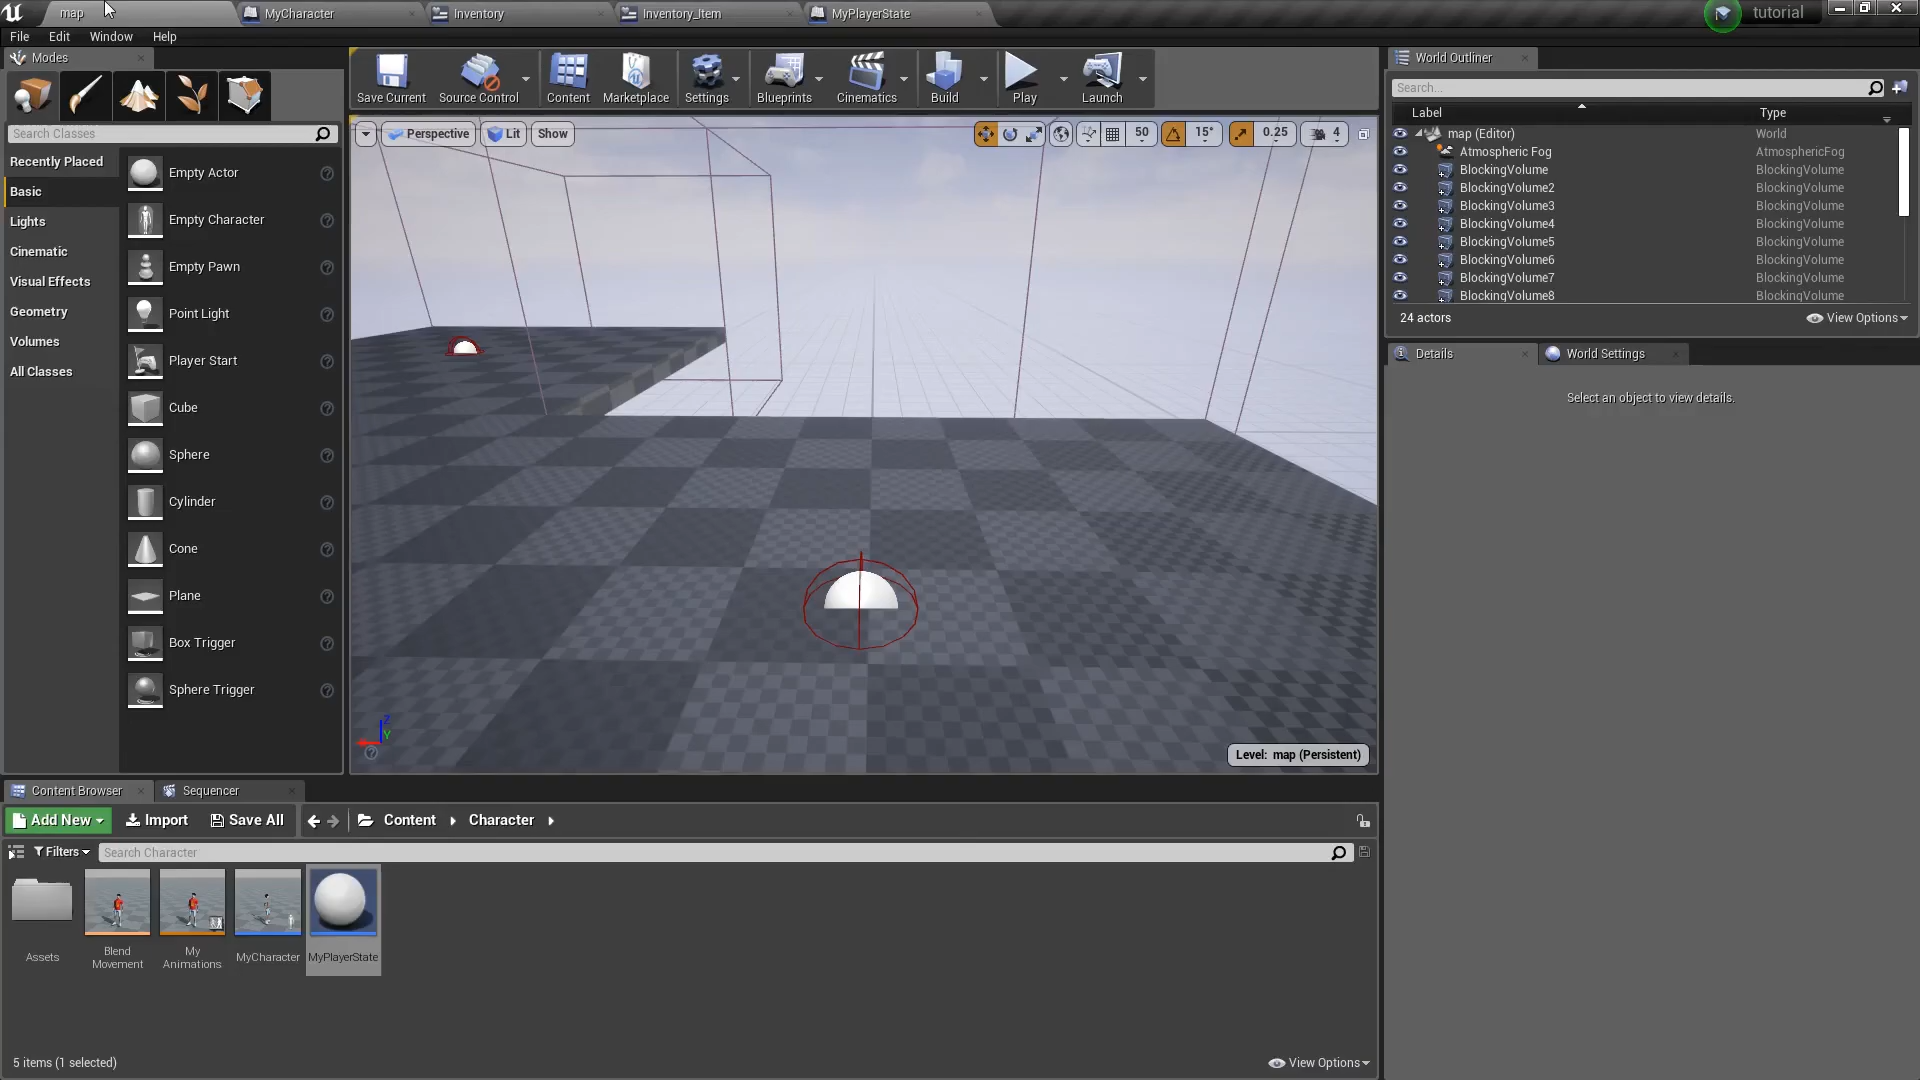 map
MyCharacter
Inventory
Inventory_Item
MyPlayerState
tutorial
File Edit Window Help
Modes
Save Current
Source Control
Content
Marketplace
Settings
Blueprints
Cinematics
Build
Play
Launch
World Outliner
Search...
Label Type
map (Editor) World
Atmospheric Fog AtmosphericFog
BlockingVolume BlockingVolume
BlockingVolume2 BlockingVolume
BlockingVolume3 BlockingVolume
BlockingVolume4 BlockingVolume
BlockingVolume5 BlockingVolume
BlockingVolume6 BlockingVolume
BlockingVolume7 BlockingVolume
BlockingVolume8 BlockingVolume
24 actors View Options
Details World Settings
Select an object to view details.
Search Classes
Recently Placed
Basic
Lights
Cinematic
Visual Effects
Geometry
Volumes
All Classes
Empty Actor
Empty Character
Empty Pawn
Point Light
Player Start
Cube
Sphere
Cylinder
Cone
Plane
Box Trigger
Sphere Trigger
Perspective Lit Show
50 15° 0.25 4
Z
Y
Level: map (Persistent)
Content Browser Sequencer
Add New Import Save All Content Character
Filters Search Character
Assets
Blend
Movement
My
Animations
MyCharacter
MyPlayerState
5 items (1 selected) View Options